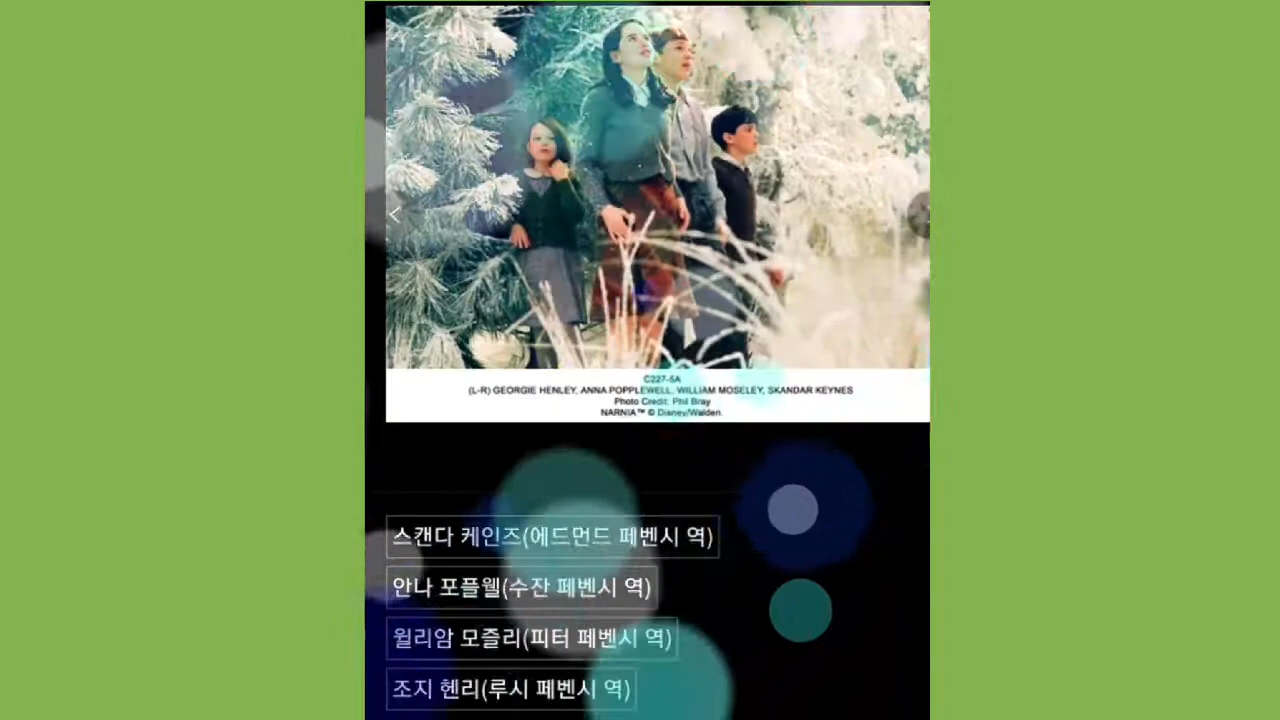 C227-5A
(L-R) GEORGIE HENLEY, ANNA POPPLEWELL, WILLIAM MOSELEY, SKANDAR KEYNES
Photo Credit: Phil Bray
NARNIA™ © Disney/Walden.
스캔다 케인즈(에드먼드 페벤시 역)
안나 포플웰(수잔 페벤시 역)
윌리암 모즐리(피터 페벤시 역)
조지 헨리(루시 페벤시 역)